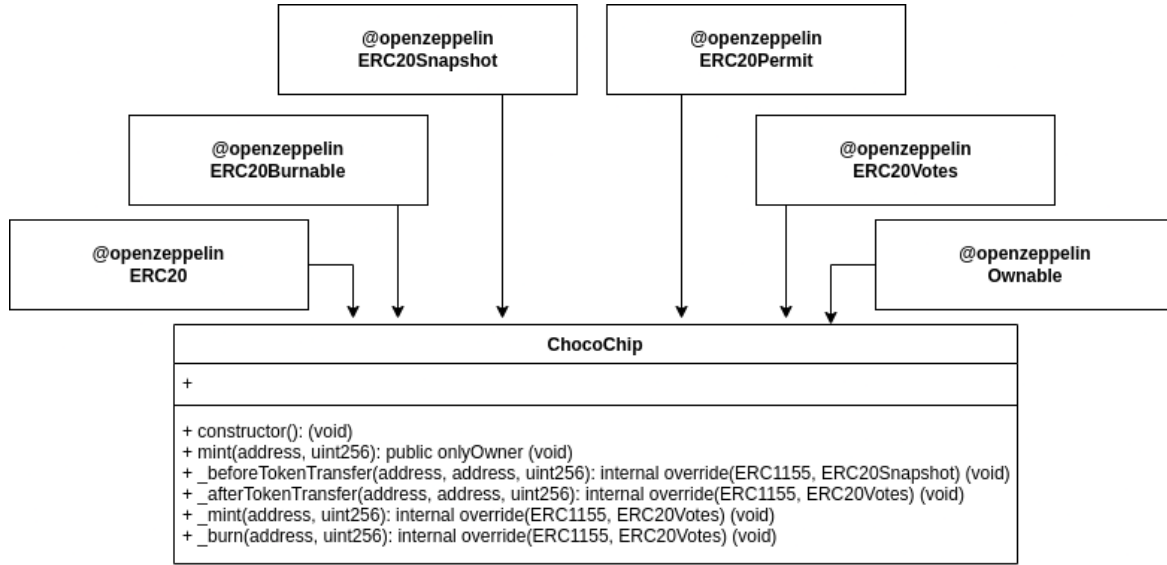 @openzeppelin
ERC20Snapshot
@openzeppelin
ERC20Permit
@openzeppelin
ERC20Burnable
@openzeppelin
ERC20Votes
@openzeppelin
ERC20
@openzeppelin
Ownable
ChocoChip
+
+ constructor(): (void)
+ mint(address, uint256): public onlyOwner (void)
+ _beforeTokenTransfer(address, address, uint256): internal override(ERC1155, ERC20Snapshot) (void)
+ _afterTokenTransfer(address, address, uint256): internal override(ERC1155, ERC20Votes) (void)
+ _mint(address, uint256): internal override(ERC1155, ERC20Votes) (void)
+ _burn(address, uint256): internal override(ERC1155, ERC20Votes) (void)